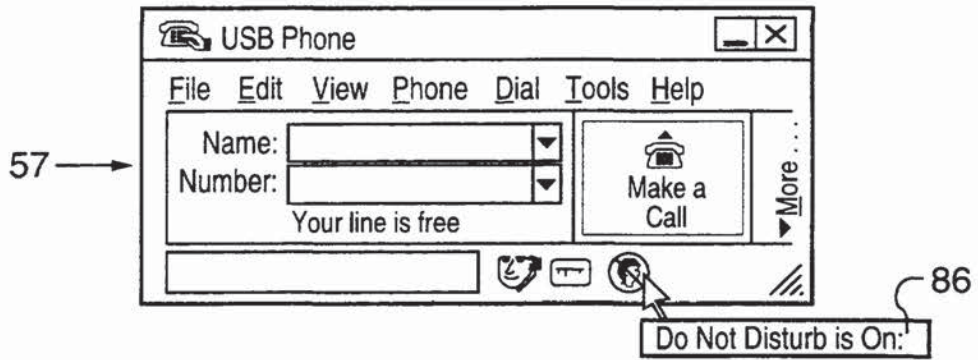 USB Phone
File Edit View Phone Dial Tools Help
Name:
Number:
Your line is free
Make a
Call
More . . .
57
86
Do Not Disturb is On: